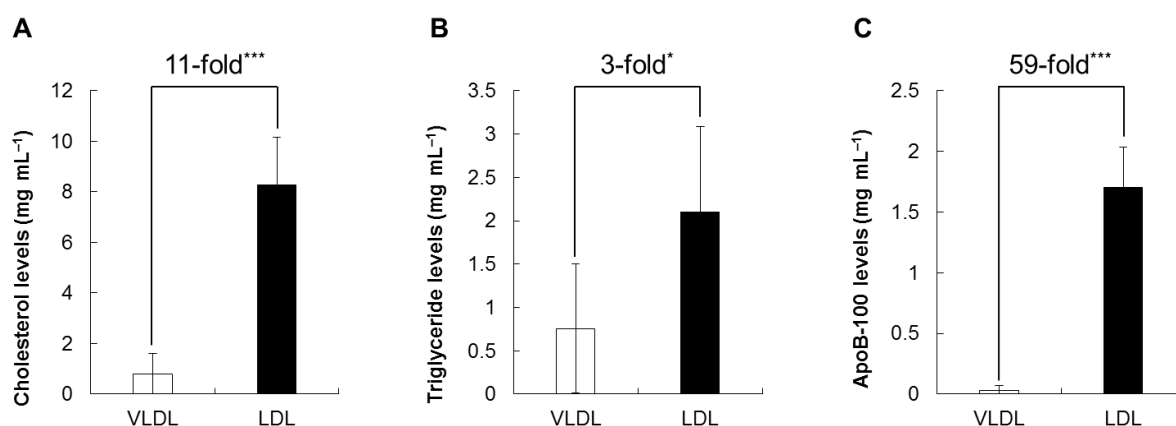 A
11-fold***
Cholesterol levels (mg mL⁻¹)
12
10
8
6
4
2
0
VLDL LDL
B
3-fold*
Triglyceride levels (mg mL⁻¹)
3.5
3
2.5
2
1.5
1
0.5
0
VLDL LDL
C
59-fold***
ApoB-100 levels (mg mL⁻¹)
2.5
2
1.5
1
0.5
0
VLDL LDL